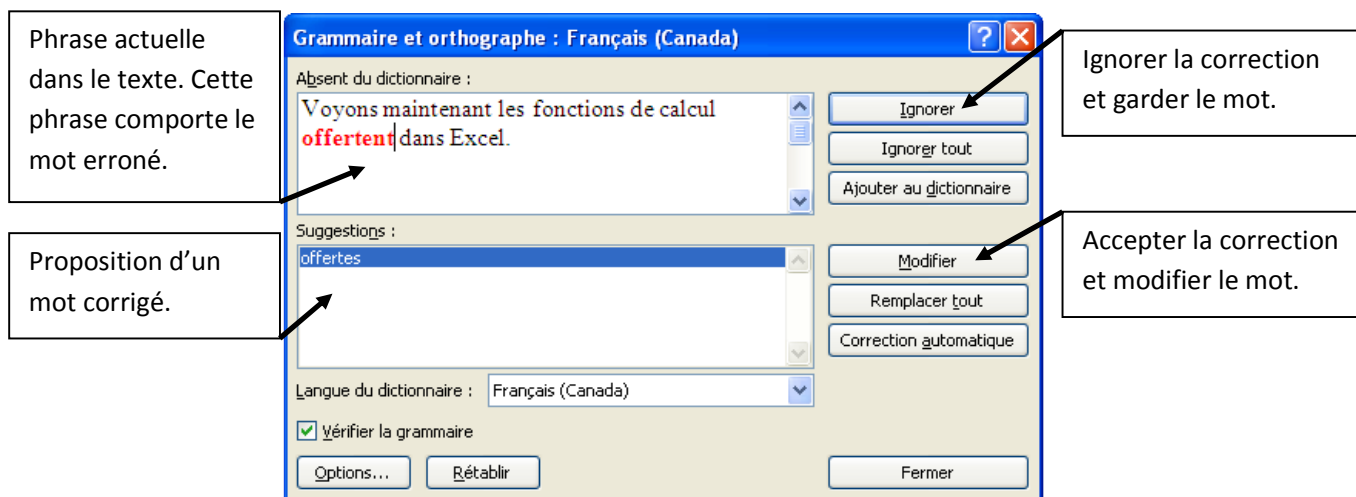 Phrase actuelle
dans le texte. Cette
phrase comporte le
mot erroné.
Proposition d’un
mot corrigé.
Grammaire et orthographe : Français (Canada)
Absent du dictionnaire :
Voyons maintenant les fonctions de calcul
offertent dans Excel.
Ignorer
Ignorer tout
Ajouter au dictionnaire
Suggestions :
offertes
Modifier
Remplacer tout
Correction automatique
Langue du dictionnaire : Français (Canada)
Vérifier la grammaire
Options... Rétablir Fermer
Ignorer la correction
et garder le mot.
Accepter la correction
et modifier le mot.